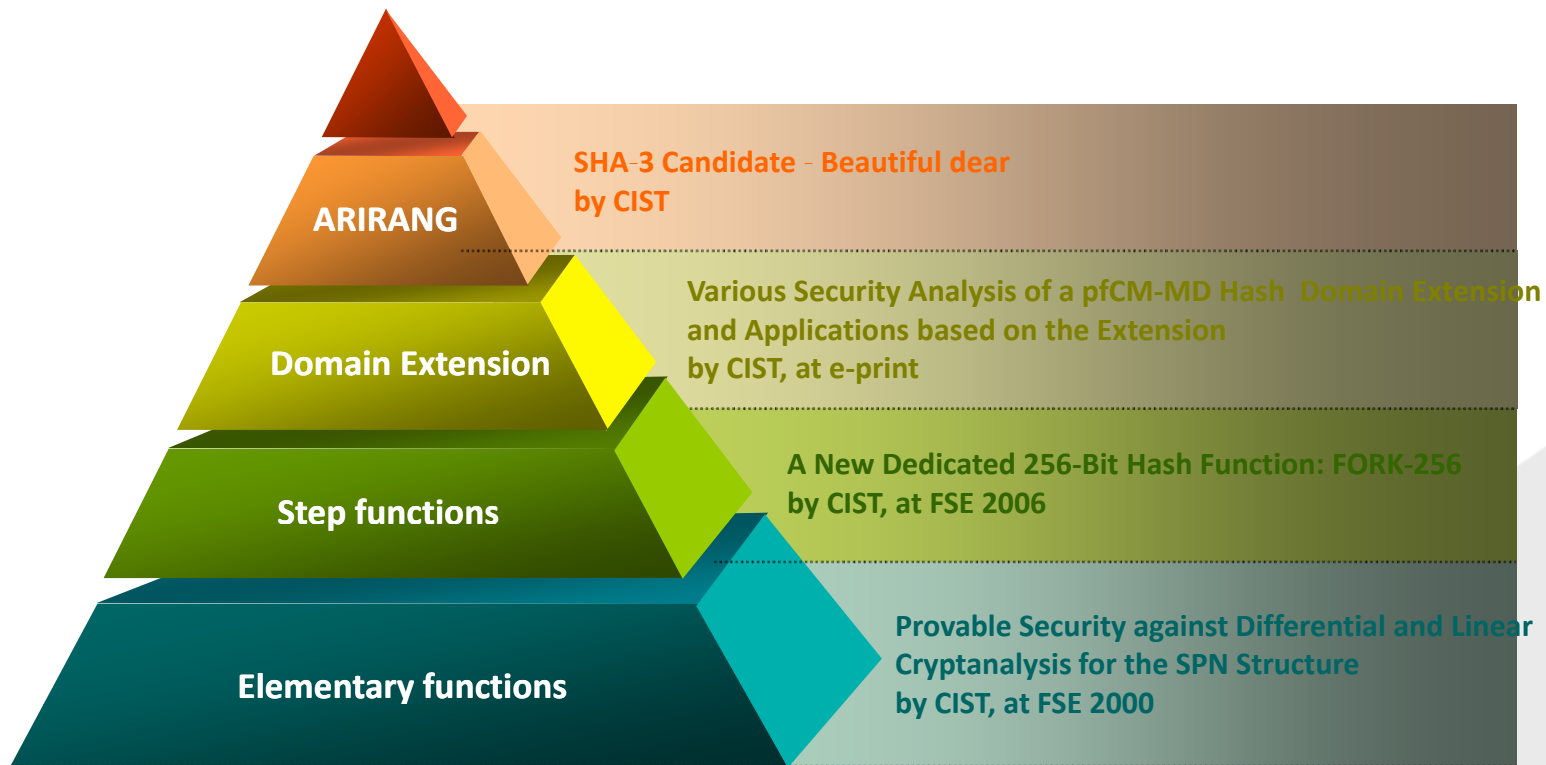 ARIRANG
SHA-3 Candidate - Beautiful dear
by CIST
Domain Extension
Various Security Analysis of a pfCM-MD Hash Domain Extension
and Applications based on the Extension
by CIST, at e-print
Step functions
A New Dedicated 256-Bit Hash Function: FORK-256
by CIST, at FSE 2006
Elementary functions
Provable Security against Differential and Linear
Cryptanalysis for the SPN Structure
by CIST, at FSE 2000